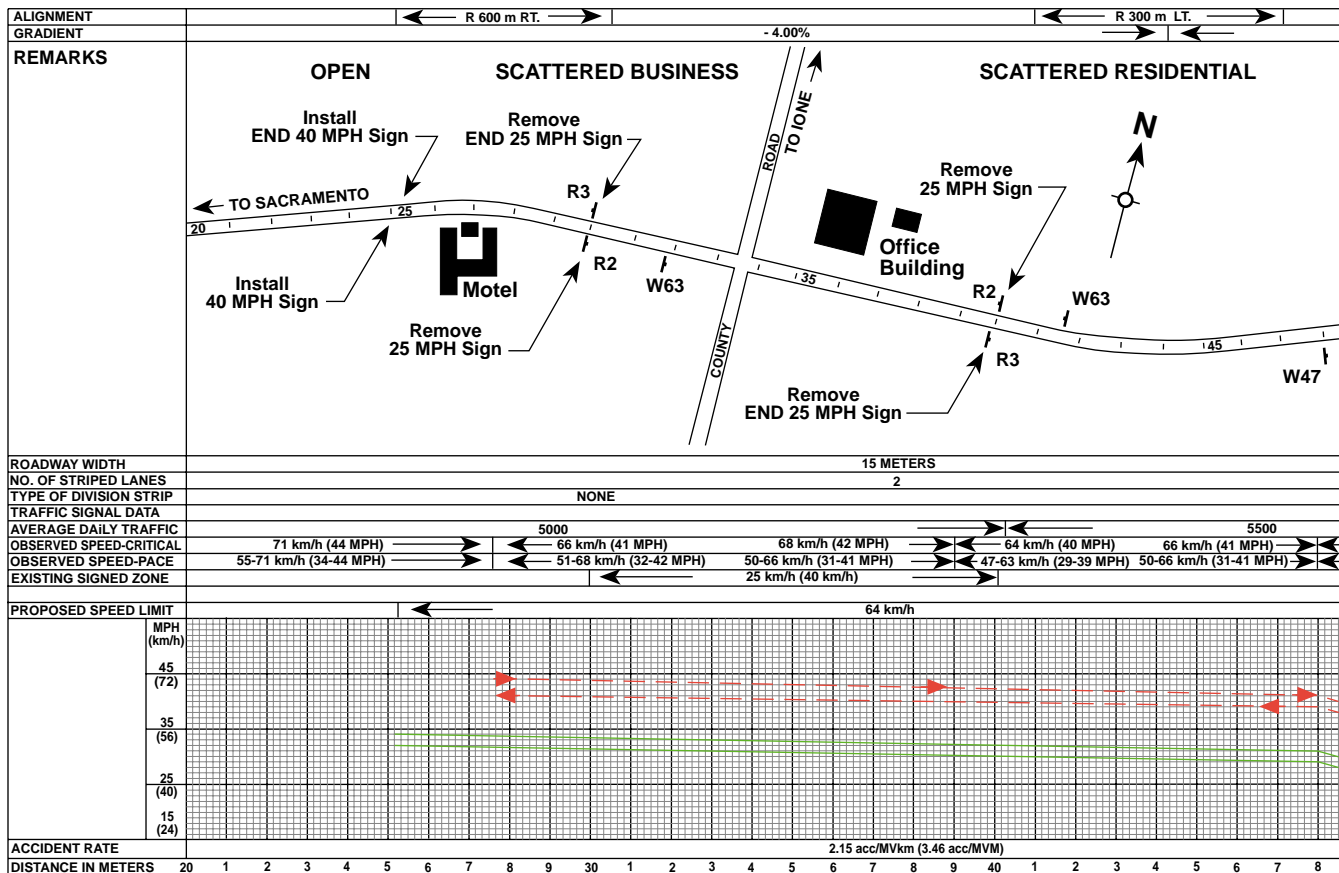 ALIGNMENT R 600 m RT. R 300 m LT.
GRADIENT - 4.00%
REMARKS
OPEN SCATTERED BUSINESS SCATTERED RESIDENTIAL
Install
END 40 MPH Sign
Remove
END 25 MPH Sign
ROAD
TO IONE
N
Remove
25 MPH Sign
TO SACRAMENTO
20
25
R3
Office
Building
Install
40 MPH Sign
Motel
R2
W63
35
R2
W63
Remove
25 MPH Sign
COUNTY
R3
45
W47
Remove
END 25 MPH Sign
ROADWAY WIDTH 15 METERS
NO. OF STRIPED LANES 2
TYPE OF DIVISION STRIP NONE
TRAFFIC SIGNAL DATA
AVERAGE DAiLY TRAFFIC 5000 5500
OBSERVED SPEED-CRITICAL 71 km/h (44 MPH) 66 km/h (41 MPH) 68 km/h (42 MPH) 64 km/h (40 MPH) 66 km/h (41 MPH)
OBSERVED SPEED-PACE 55-71 km/h (34-44 MPH) 51-68 km/h (32-42 MPH) 50-66 km/h (31-41 MPH) 47-63 km/h (29-39 MPH) 50-66 km/h (31-41 MPH)
EXISTING SIGNED ZONE 25 km/h (40 km/h)
PROPOSED SPEED LIMIT 64 km/h
MPH
(km/h)
45
(72)
35
(56)
25
(40)
15
(24)
ACCIDENT RATE 2.15 acc/MVkm (3.46 acc/MVM)
DISTANCE IN METERS 20 1 2 3 4 5 6 7 8 9 30 1 2 3 4 5 6 7 8 9 40 1 2 3 4 5 6 7 8